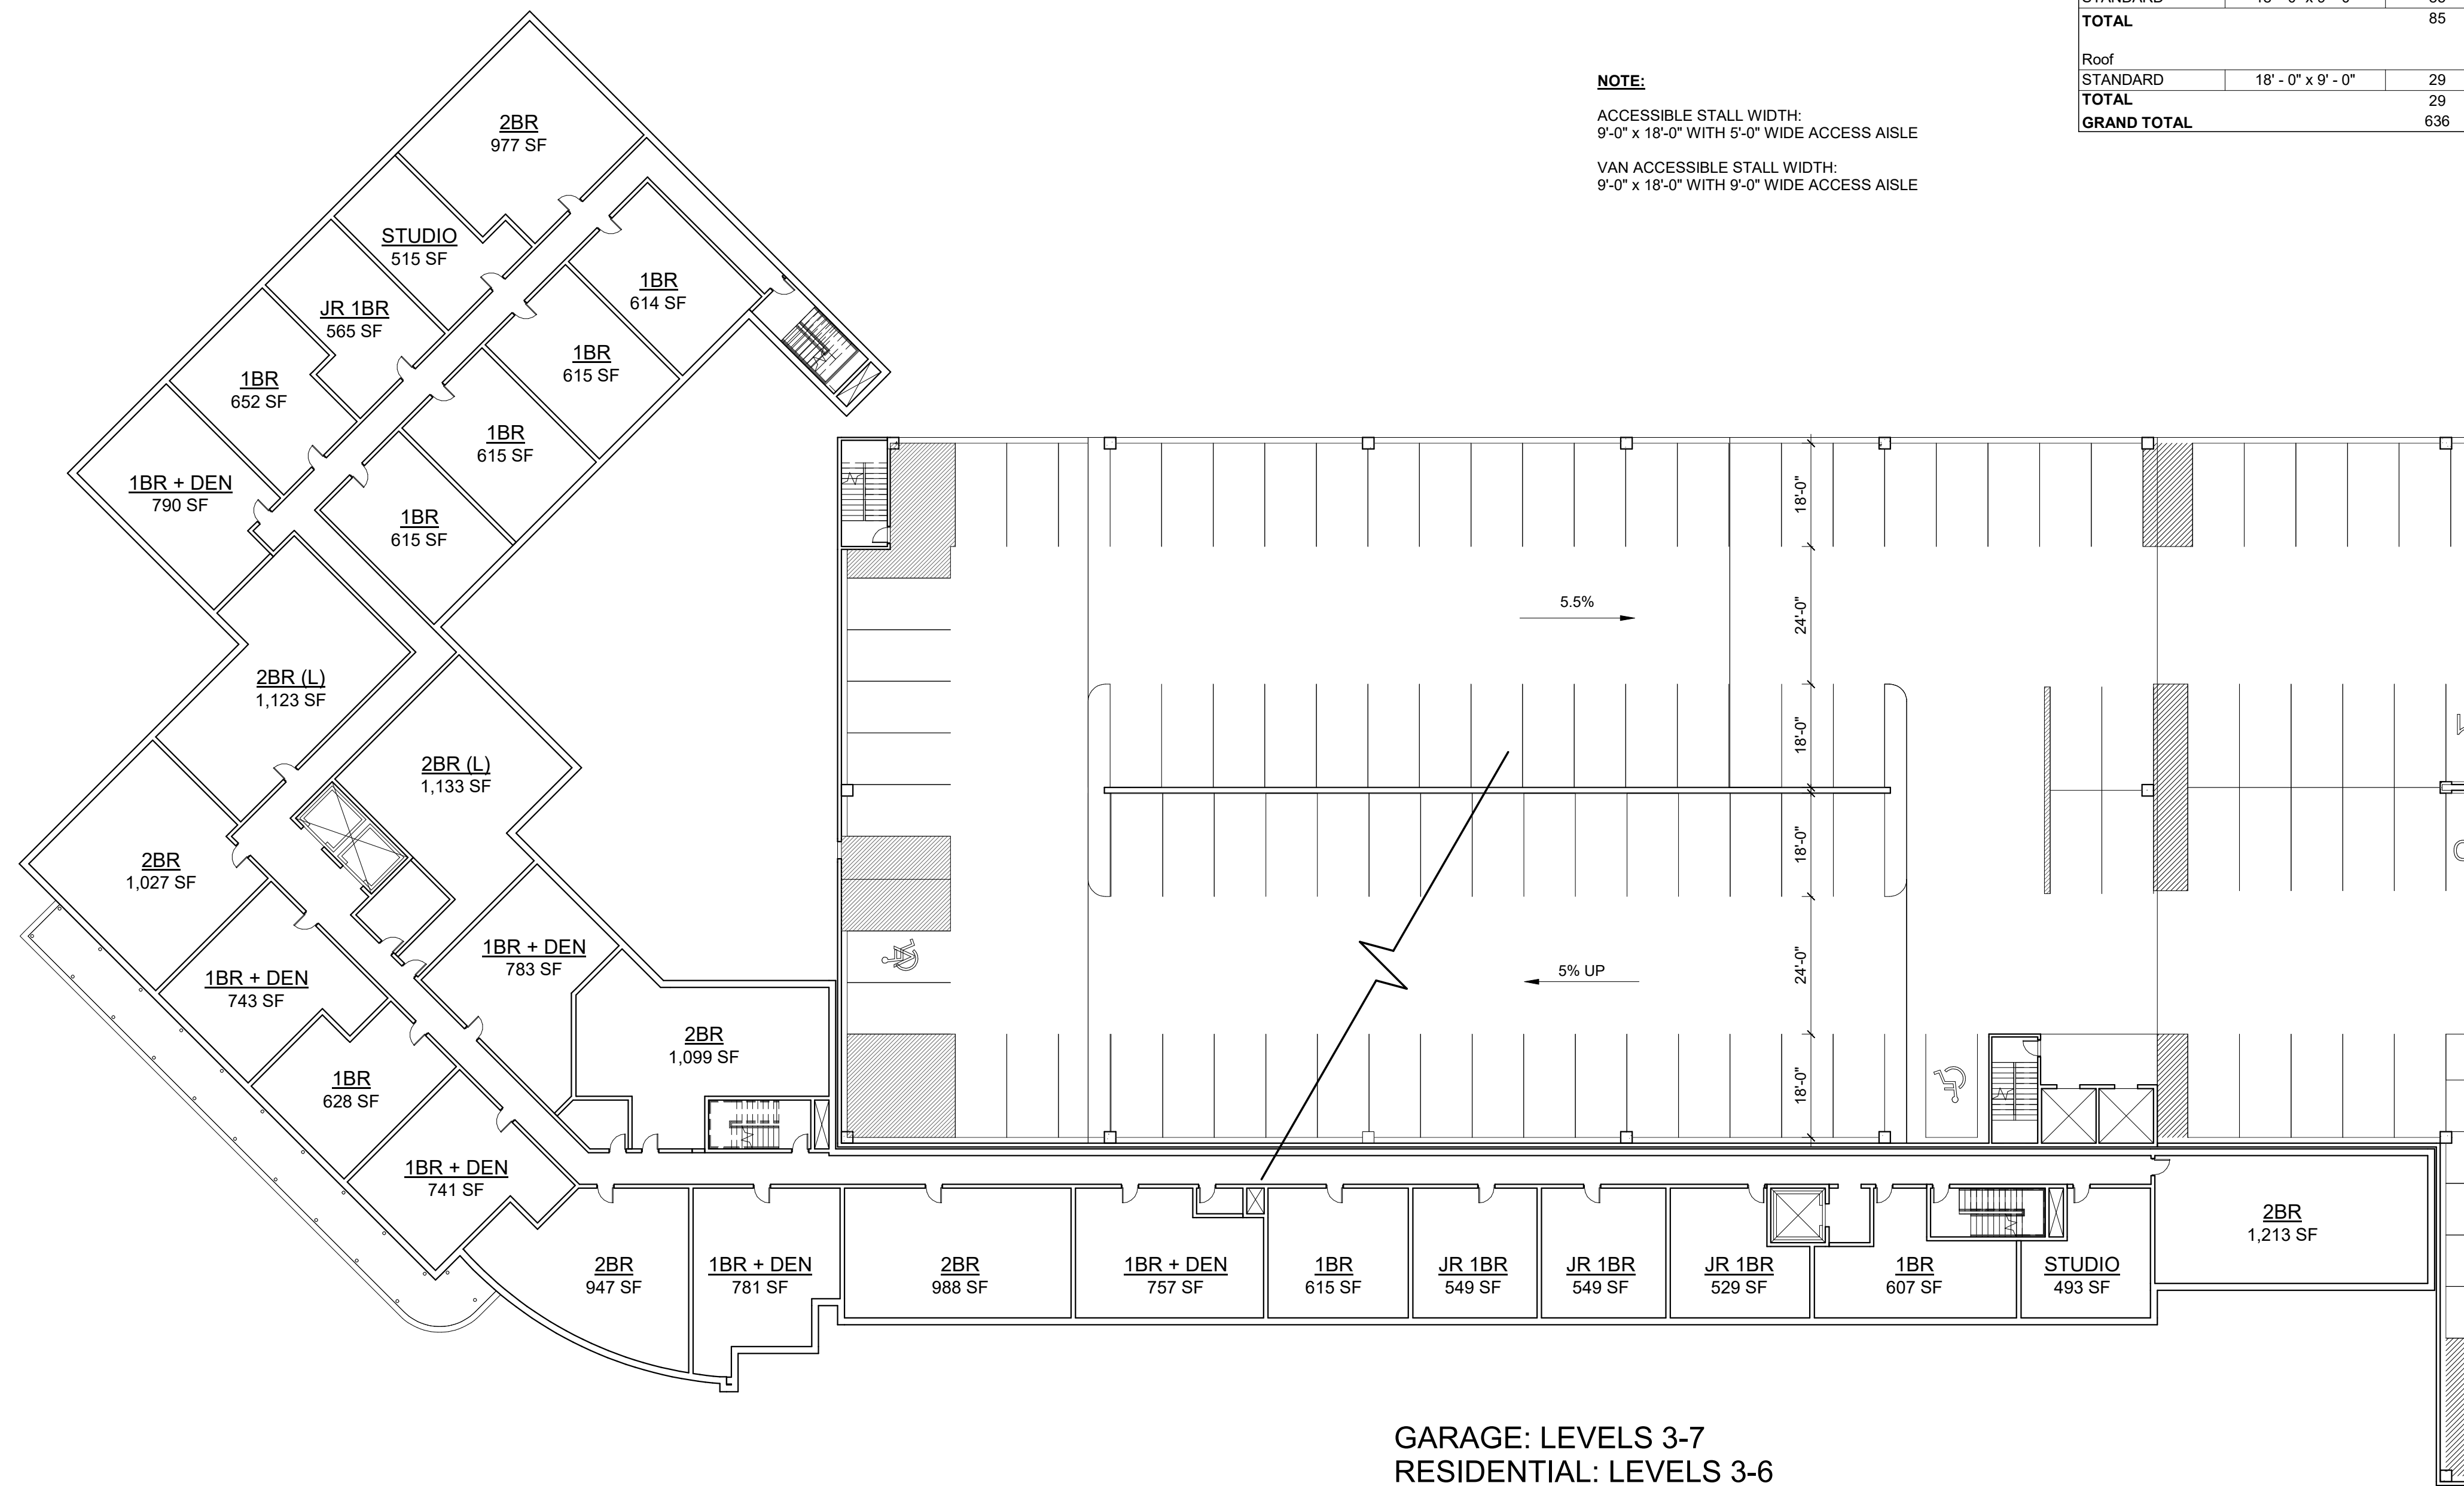 TOTAL 85
Roof
STANDARD 18' - 0" x 9' - 0" 29
TOTAL 29
GRAND TOTAL 636
NOTE:
ACCESSIBLE STALL WIDTH:
9'-0" x 18'-0" WITH 5'-0" WIDE ACCESS AISLE
VAN ACCESSIBLE STALL WIDTH:
9'-0" x 18'-0" WITH 9'-0" WIDE ACCESS AISLE
2BR
977 SF
STUDIO
515 SF
JR 1BR
565 SF
1BR
652 SF
1BR + DEN
790 SF
1BR
614 SF
1BR
615 SF
1BR
615 SF
1BR
615 SF
2BR (L)
1,123 SF
2BR (L)
1,133 SF
2BR
1,027 SF
1BR + DEN
743 SF
1BR + DEN
783 SF
1BR
628 SF
2BR
1,099 SF
1BR + DEN
741 SF
18'-0"
24'-0"
18'-0"
18'-0"
24'-0"
18'-0"
5.5%
5% UP
2BR
947 SF
1BR + DEN
781 SF
2BR
988 SF
1BR + DEN
757 SF
1BR
615 SF
JR 1BR
549 SF
JR 1BR
549 SF
JR 1BR
529 SF
1BR
607 SF
STUDIO
493 SF
2BR
1,213 SF
GARAGE: LEVELS 3-7
RESIDENTIAL: LEVELS 3-6